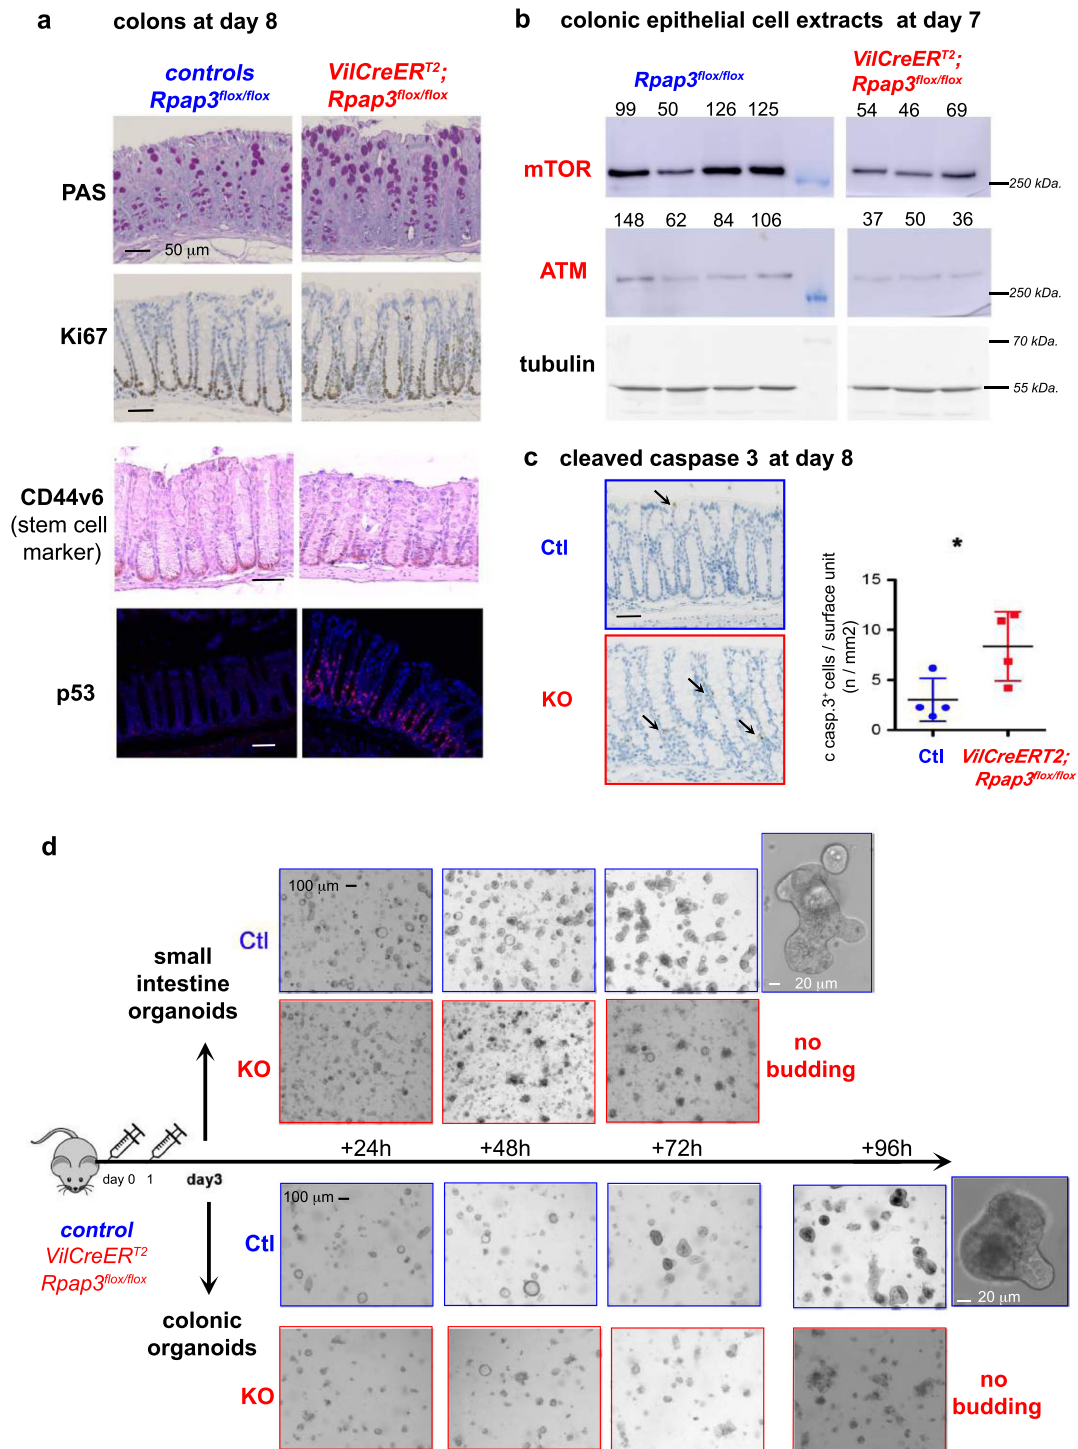 a colons at day 8
controls
Rpap3flox/flox
VilCreERT2;
Rpap3flox/flox
PAS
50 µm
Ki67
CD44v6
(stem cell
marker)
p53
b colonic epithelial cell extracts at day 7
Rpap3flox/flox
VilCreERT2;
Rpap3flox/flox
99 50 126 125 54 46 69
mTOR
250 kDa.
148 62 84 106 37 50 36
ATM
250 kDa.
70 kDa.
tubulin
55 kDa.
c cleaved caspase 3 at day 8
Ctl
KO
c casp.3+ cells / surface unit
(n / mm2)
*
15
10
5
0
Ctl
VilCreERT2;
Rpap3flox/flox
d
100 µm
Ctl
20 µm
small
intestine
organoids
KO
no
budding
+24h +48h +72h +96h
day 0 1 day3
control
VilCreERT2
Rpap3flox/flox
100 µm
Ctl
20 µm
colonic
organoids
KO
no
budding